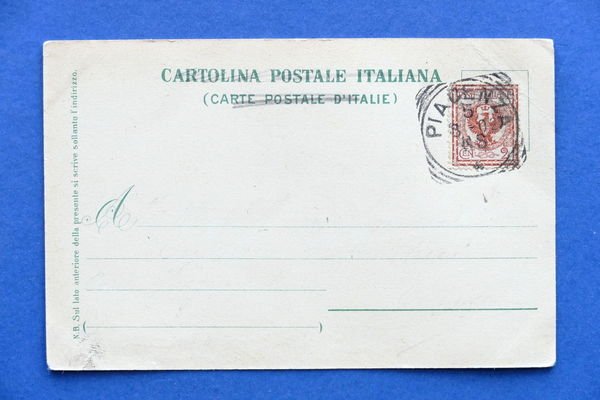 CARTOLINA POSTALE ITALIANA
(CARTE POSTALE D'ITALIE)
PIACENZA
A
N.B. Sul lato anteriore della presente si scrive soltanto l'indirizzo.